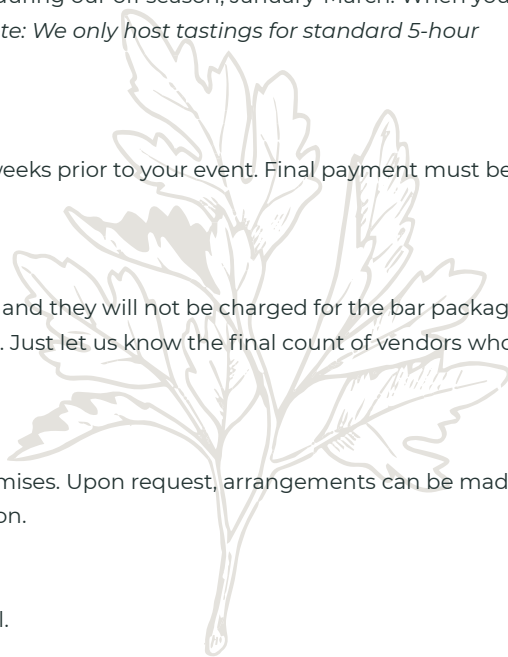 during our off season, January-March. When you
te: We only host tastings for standard 5-hour
weeks prior to your event. Final payment must be
and they will not be charged for the bar packag
. Just let us know the final count of vendors who
mises. Upon request, arrangements can be mad
on.
l.